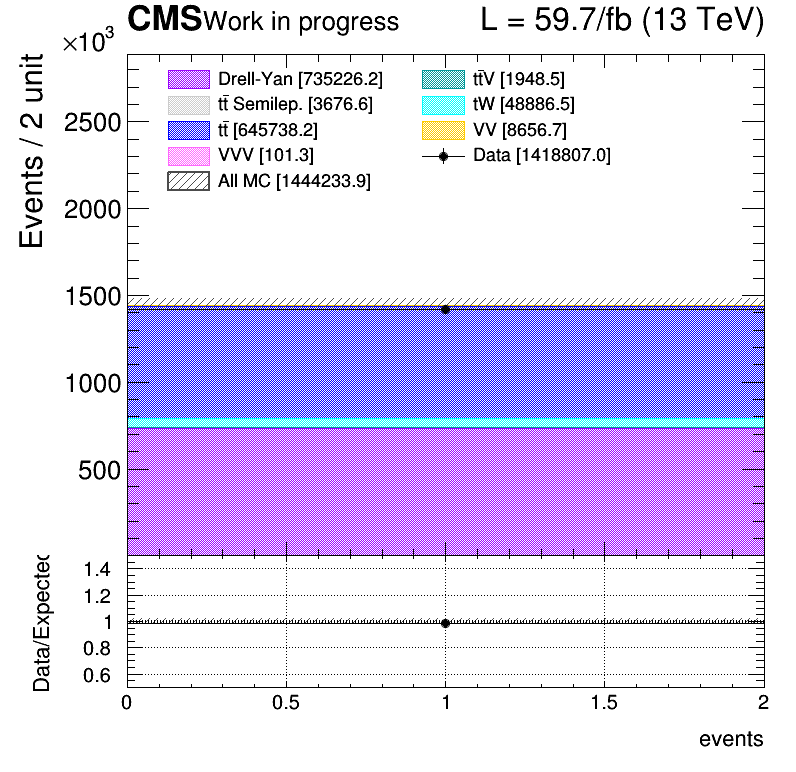 CMS Work in progress L = 59.7/fb (13 TeV)
×10³
Events / 2 unit
Drell-Yan [735226.2]
tt̄ Semilep. [3676.6]
tt̄ [645738.2]
VVV [101.3]
All MC [1444233.9]
tt̄V [1948.5]
tW [48886.5]
VV [8656.7]
Data [1418807.0]
2500
2000
1500
1000
500
Data/Expected
1.4
1.2
1
0.8
0.6
0 0.5 1 1.5 2
events